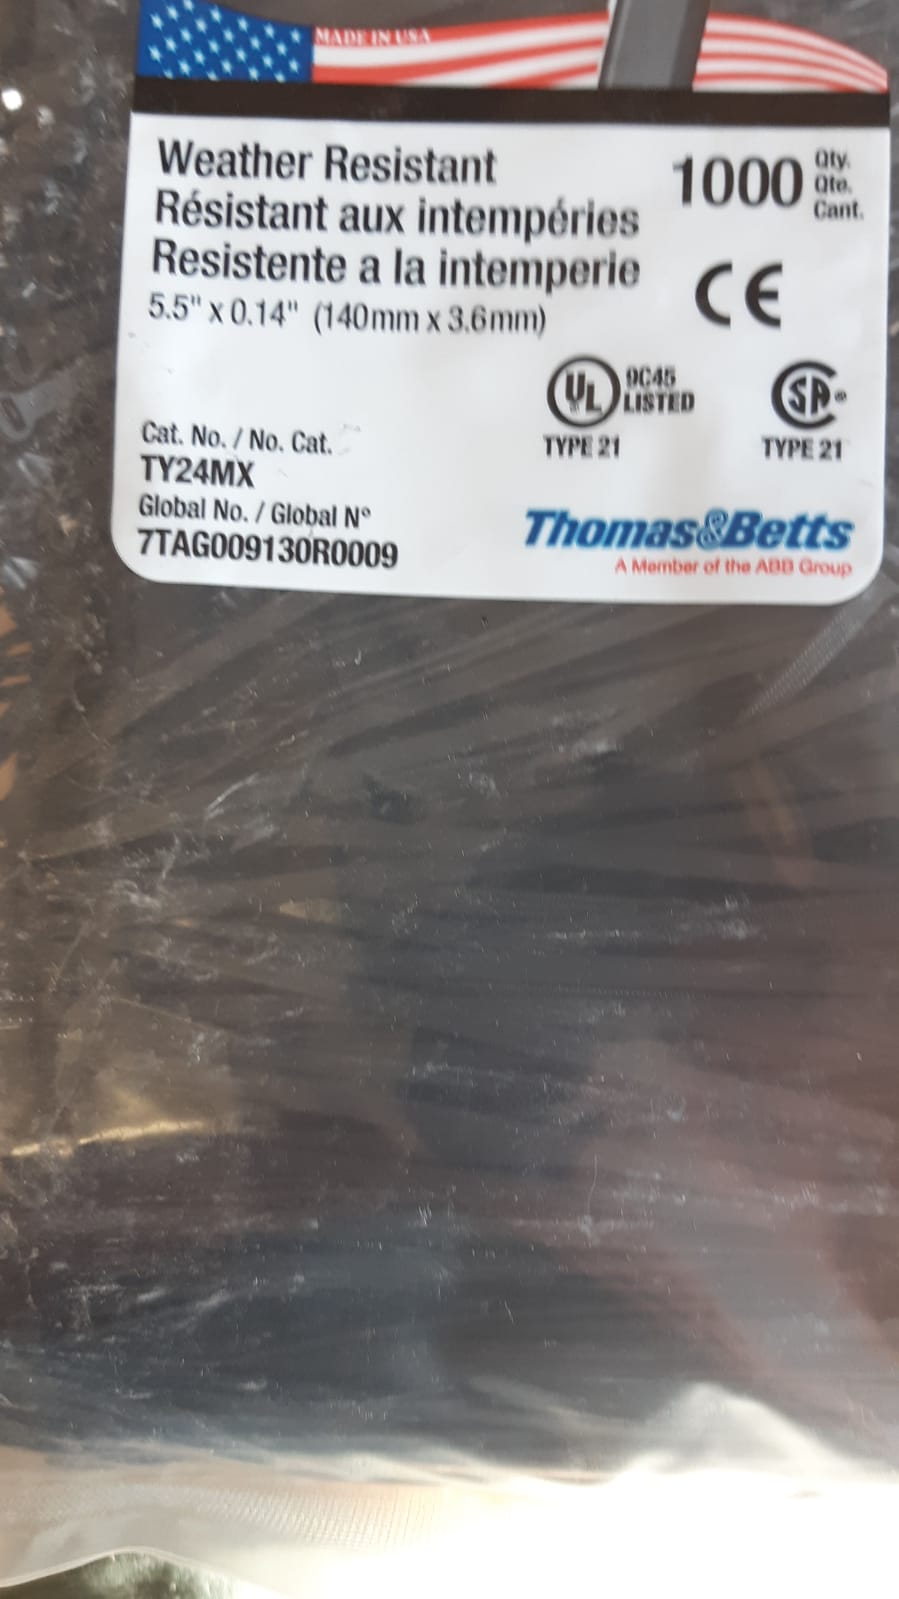 MADE IN USA
Weather Resistant
Résistant aux intempéries
Resistente a la intemperie
5.5" x 0.14" (140mm x 3.6mm)
1000 Qty.
Qte.
Cant.
CE
UL 9C45
LISTED
TYPE 21
SA ®
TYPE 21
Cat. No. / No. Cat.
TY24MX
Global No. / Global N°
7TAG009130R0009
Thomas&Betts
A Member of the ABB Group